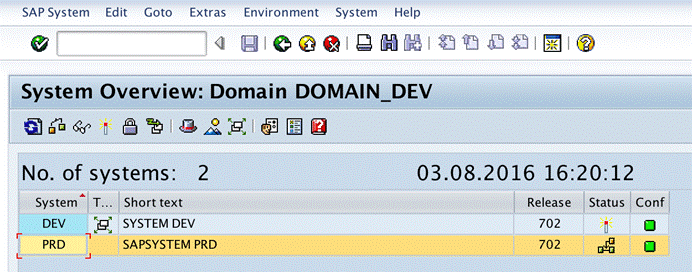 SAP System Edit Goto Extras Environment System Help
System Overview: Domain DOMAIN_DEV
No. of systems: 2 03.08.2016 16:20:12
System T... Short text Release Status Conf
DEV SYSTEM DEV 702
PRD SAPSYSTEM PRD 702